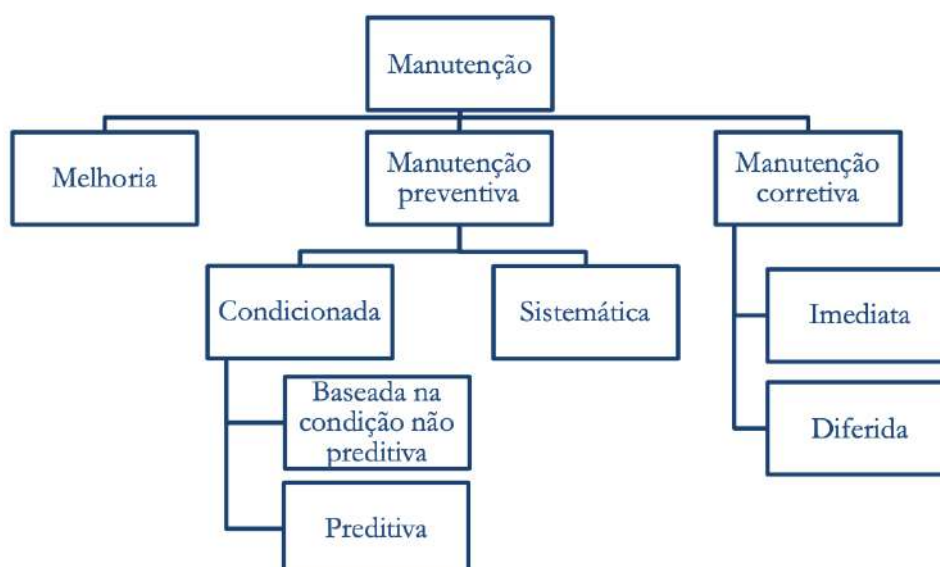 Manutenção
Melhoria
Manutenção
preventiva
Manutenção
corretiva
Condicionada
Sistemática
Imediata
Baseada na
condição não
preditiva
Diferida
Preditiva